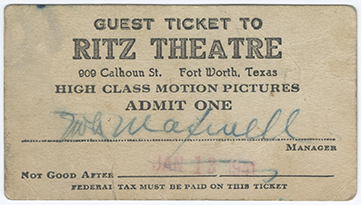 GUEST TICKET TO
RITZ THEATRE
909 Calhoun St. Fort Worth, Texas
HIGH CLASS MOTION PICTURES
ADMIT ONE
Maxwell
MANAGER
NOT GOOD AFTER
FEDERAL TAX MUST BE PAID ON THIS TICKET